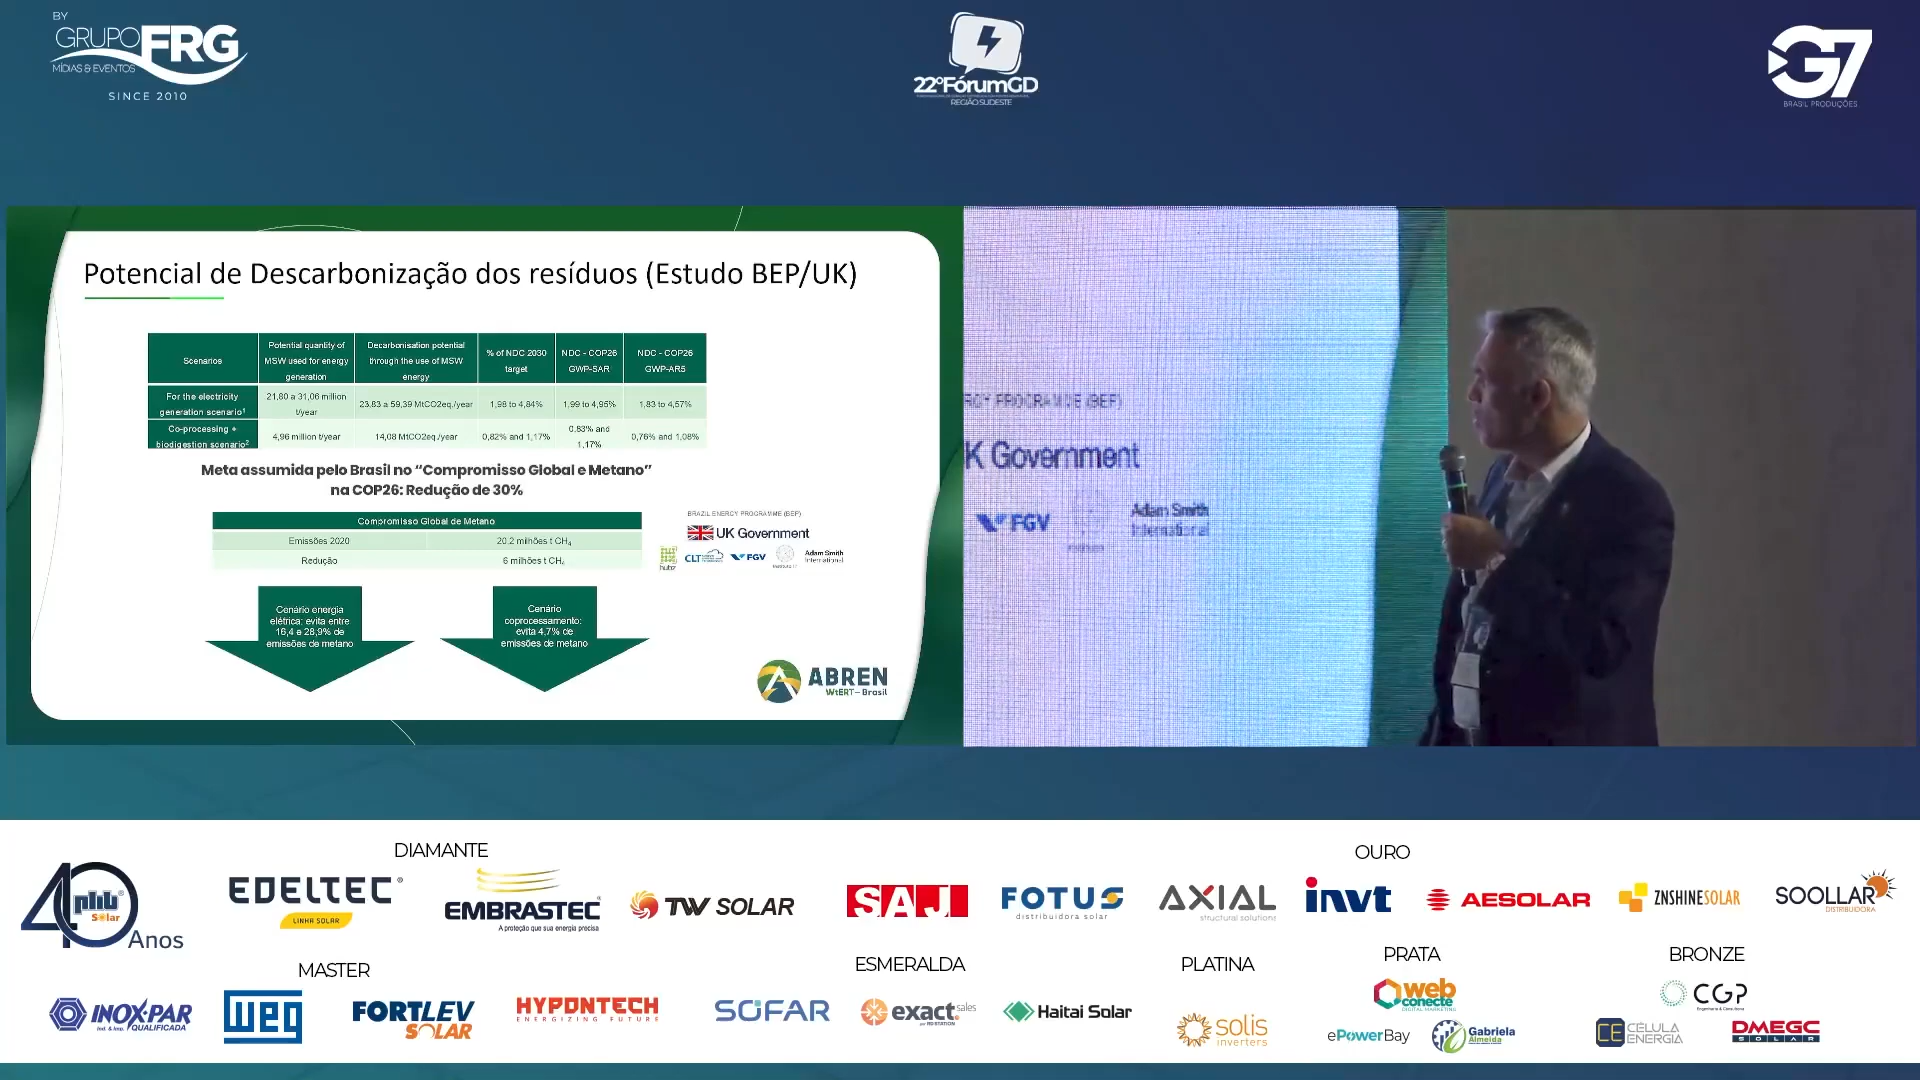 BY
GRUPO FRG
MÍDIAS & EVENTOS
SINCE 2010
22ºFórumGD
REGIÃO SUDESTE
G7
BRASIL PRODUÇÕES
Potencial de Descarbonização dos resíduos (Estudo BEP/UK)
Scenarios
Potential quantity of
MSW used for energy
generation
Decarbonisation potential
through the use of MSW
energy
% of NDC 2030
target
NDC - COP26
GWP-SAR
NDC - COP26
GWP-AR5
For the electricity
generation scenario¹
21,80 a 31,06 million
t/year
23,83 a 59,39 MtCO2eq./year
1,98 to 4,84%
1,99 to 4,95%
1,83 to 4,57%
Co-processing +
biodigestion scenario²
4,96 million t/year
14,08 MtCO2eq./year
0,82% and 1,17%
0,83% and
1,17%
0,76% and 1,08%
Meta assumida pelo Brasil no “Compromisso Global e Metano”
na COP26: Redução de 30%
Compromisso Global de Metano
Emissões 2020
20.2 milhões t CH₄
Redução
6 milhões t CH₄
BRAZIL ENERGY PROGRAMME (BEP)
UK Government
hubz
CLT
FGV
Adam Smith
International
Cenário energia
elétrica: evita entre
16,4 e 28,9% de
emissões de metano
Cenário
coprocessamento:
evita 4,7% de
emissões de metano
ABREN
WtERT – Brasil
RGY PROGRAMME (BEP)
K Government
FGV
Adam Smith
International
DIAMANTE
OURO
40
phb
Solar
Anos
EDELTEC
LINHA SOLAR
EMBRASTEC
A proteção que sua energia precisa
TW SOLAR
SAJ
FOTUS
distribuidora solar
AXIAL
structural solutions
invt
AESOLAR
ZNSHINESOLAR
SOOLLAR
DISTRIBUIDORA
MASTER
ESMERALDA
PLATINA
PRATA
BRONZE
INOX-PAR
Ind. & Imp. QUALIFICADA
WEG
FORTLEV
SOLAR
HYPONTECH
ENERGIZING FUTURE
SOFAR
exact sales
Haitai Solar
solis
inverters
web
conecte
DIGITAL MARKETING
ePowerBay
Gabriela
Almeida
CGP
Engenharia & Consultoria
CE CÉLULA
ENERGIA
DMEGC
SOLAR